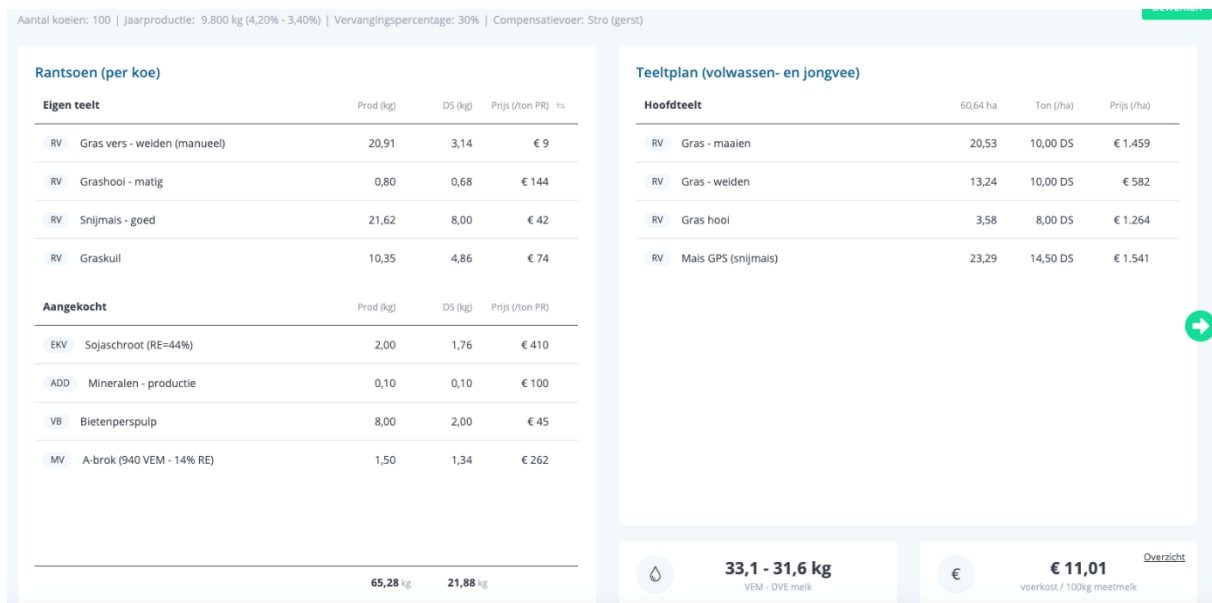 Aantal koeien: 100 | Jaarproductie: 9.800 kg (4,20% - 3,40%) | Vervangingspercentage: 30% | Compensatievoer: Stro (gerst)
Rantsoen (per koe)
Eigen teelt Prod (kg) DS (kg) Prijs (/ton PR) ⇆
RV Gras vers - weiden (manueel) 20,91 3,14 € 9
RV Grashooi - matig 0,80 0,68 € 144
RV Snijmais - goed 21,62 8,00 € 42
RV Graskuil 10,35 4,86 € 74
Aangekocht Prod (kg) DS (kg) Prijs (/ton PR)
EKV Sojaschroot (RE=44%) 2,00 1,76 € 410
ADD Mineralen - productie 0,10 0,10 € 100
VB Bietenperspulp 8,00 2,00 € 45
MV A-brok (940 VEM - 14% RE) 1,50 1,34 € 262
65,28 kg 21,88 kg
Teeltplan (volwassen- en jongvee)
Hoofdteelt 60,64 ha Ton (/ha) Prijs (/ha)
RV Gras - maaien 20,53 10,00 DS € 1.459
RV Gras - weiden 13,24 10,00 DS € 582
RV Gras hooi 3,58 8,00 DS € 1.264
RV Mais GPS (snijmais) 23,29 14,50 DS € 1.541
33,1 - 31,6 kg
VEM - DVE melk
€
Overzicht
€ 11,01
voerkost / 100kg meetmelk